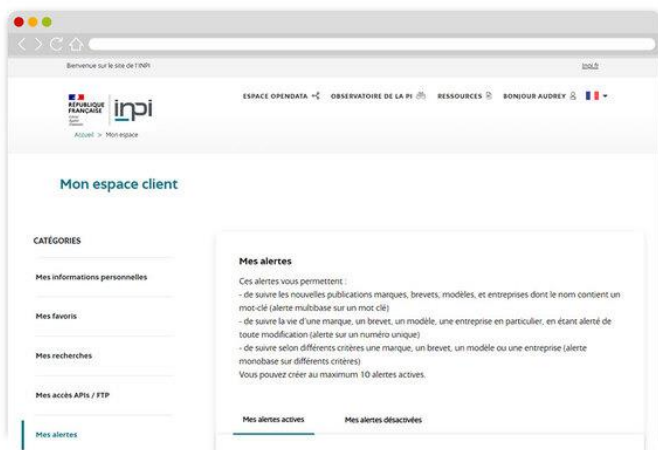 Bienvenue sur le site de l'INPI
inpi.fr
RÉPUBLIQUE
FRANÇAISE
inpi
ESPACE OPENDATA OBSERVATOIRE DE LA PI RESSOURCES BONJOUR AUDREY
Accueil > Mon espace
Mon espace client
CATÉGORIES
Mes informations personnelles
Mes favoris
Mes recherches
Mes accès APIs / FTP
Mes alertes
Mes alertes
Ces alertes vous permettent :
- de suivre les nouvelles publications marques, brevets, modèles, et entreprises dont le nom contient un
mot-clé (alerte multibase sur un mot clé)
- de suivre la vie d'une marque, un brevet, un modèle, une entreprise en particulier, en étant alerté de
toute modification (alerte sur un numéro unique)
- de suivre selon différents critères une marque, un brevet, un modèle ou une entreprise (alerte
monobase sur différents critères)
Vous pouvez créer au maximum 10 alertes actives.
Mes alertes actives Mes alertes désactivées